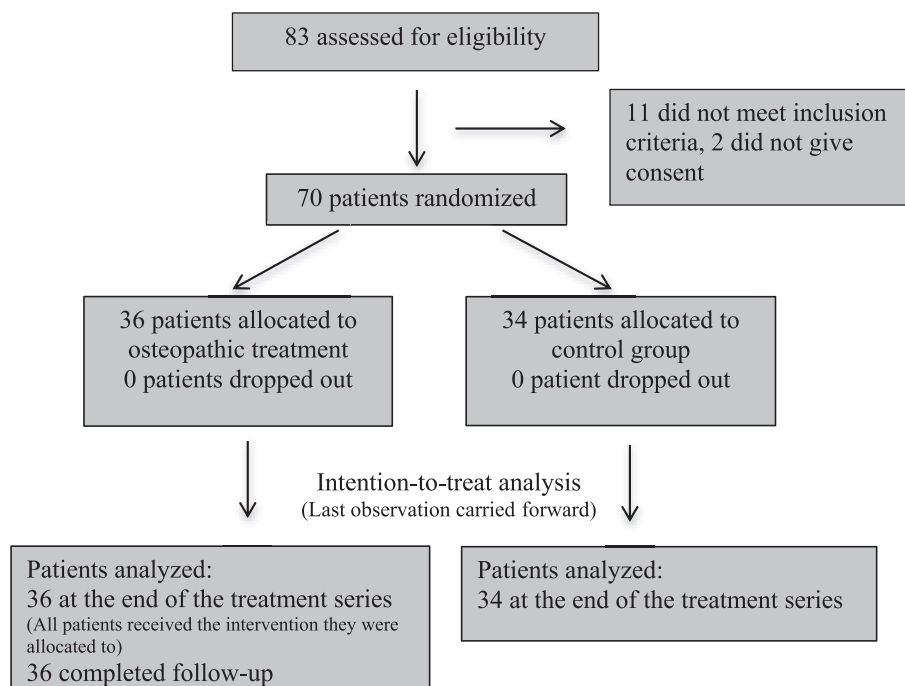 83 assessed for eligibility
11 did not meet inclusion
criteria, 2 did not give
consent
70 patients randomized
36 patients allocated to
osteopathic treatment
0 patients dropped out
34 patients allocated to
control group
0 patient dropped out
Intention-to-treat analysis
(Last observation carried forward)
Patients analyzed:
36 at the end of the treatment series
(All patients received the intervention they were
allocated to)
36 completed follow-up
Patients analyzed:
34 at the end of the treatment series